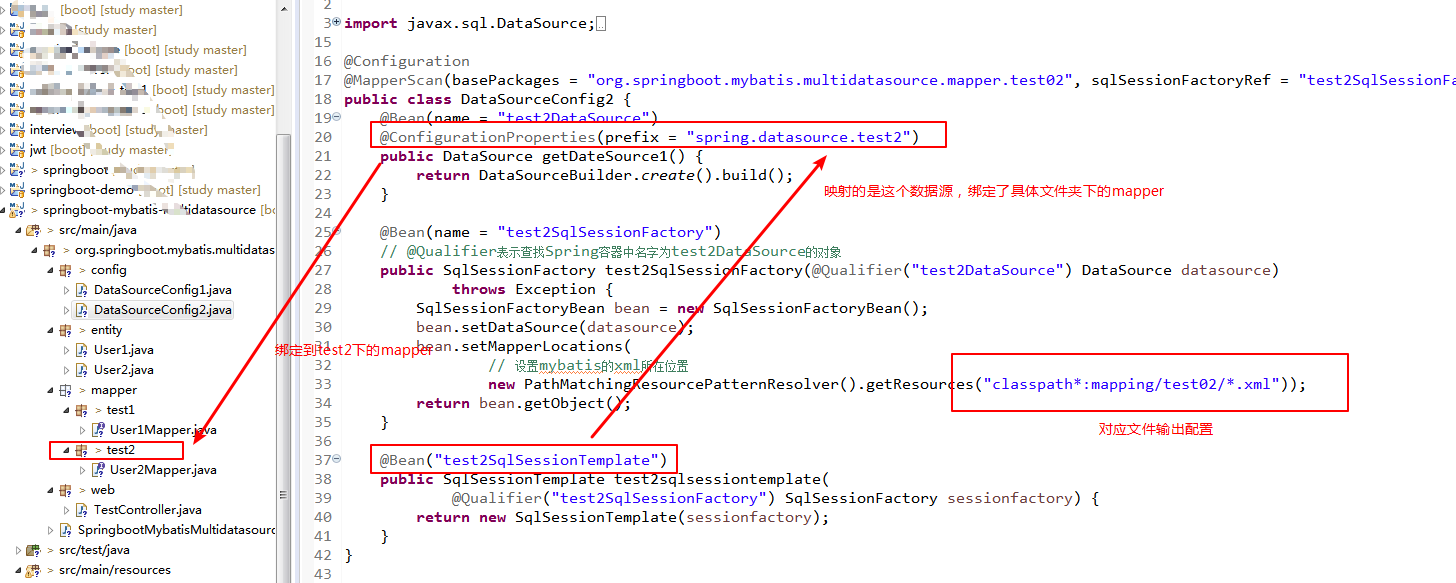 [boot] [study master]
[study master]
[boot] [study master]
boot] [study master]
[boot] [study master]
boot] [study master]
interview boot] [study master]
jwt [boot] study master]
> springboot
springboot-demo study master]
> springboot-mybatis-multidatasource [bo
> src/main/java
> org.springboot.mybatis.multidatas
> config
DataSourceConfig1.java
DataSourceConfig2.java
> entity
User1.java
User2.java
> mapper
> test1
User1Mapper.java
> test2
User2Mapper.java
> web
TestController.java
SpringbootMybatisMultidatasour
> src/test/java
> src/main/resources
2
3 import javax.sql.DataSource;
15
16 @Configuration
17 @MapperScan(basePackages = "org.springboot.mybatis.multidatasource.mapper.test02", sqlSessionFactoryRef = "test2SqlSessionFa
18 public class DataSourceConfig2 {
19 @Bean(name = "test2DataSource")
20 @ConfigurationProperties(prefix = "spring.datasource.test2")
21 public DataSource getDateSource1() {
22 return DataSourceBuilder.create().build();
23 }
24
25 @Bean(name = "test2SqlSessionFactory")
26 // @Qualifier表示查找Spring容器中名字为test2DataSource的对象
27 public SqlSessionFactory test2SqlSessionFactory(@Qualifier("test2DataSource") DataSource datasource)
28 throws Exception {
29 SqlSessionFactoryBean bean = new SqlSessionFactoryBean();
30 bean.setDataSource(datasource);
31 bean.setMapperLocations(
32 // 设置mybatis的xml所在位置
33 new PathMatchingResourcePatternResolver().getResources("classpath*:mapping/test02/*.xml"));
34 return bean.getObject();
35 }
36
37 @Bean("test2SqlSessionTemplate")
38 public SqlSessionTemplate test2sqlsessiontemplate(
39 @Qualifier("test2SqlSessionFactory") SqlSessionFactory sessionfactory) {
40 return new SqlSessionTemplate(sessionfactory);
41 }
42 }
43
映射的是这个数据源，绑定了具体文件夹下的mapper
绑定到test2下的mapper
对应文件输出配置